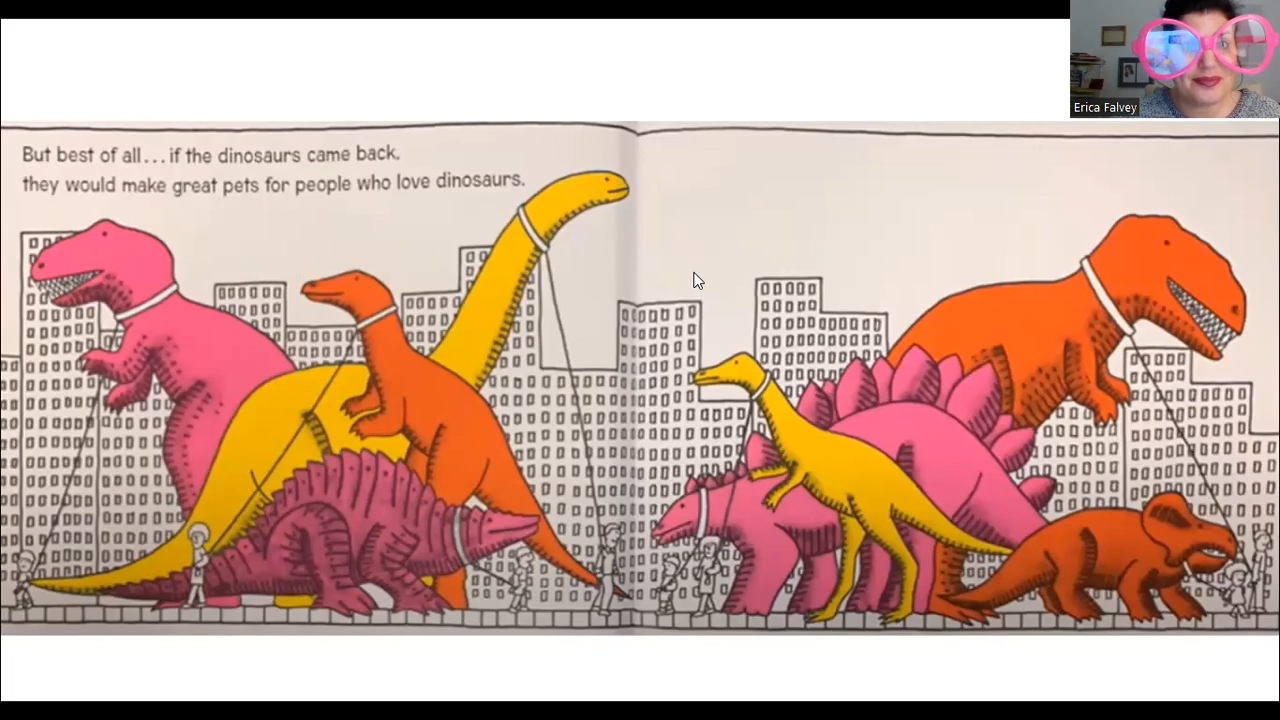 Erica Falvey
But best of all...if the dinosaurs came back.
they would make great pets for people who love dinosaurs.